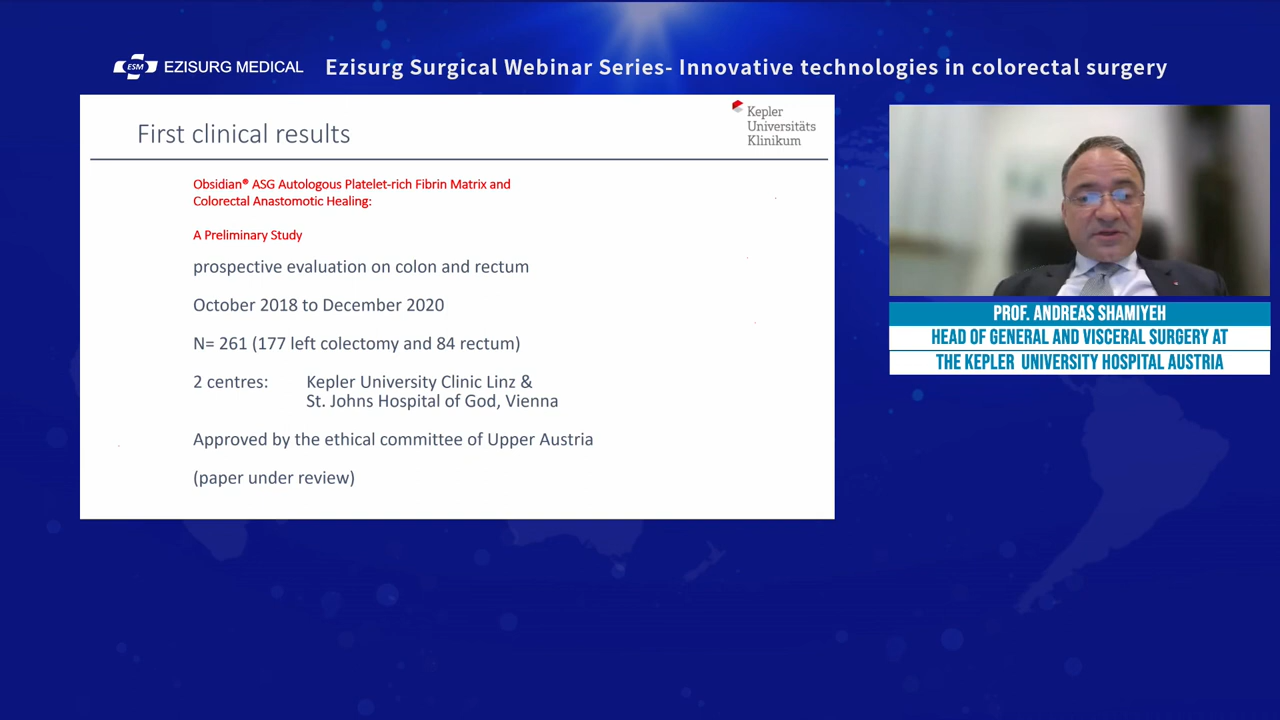 ESM EZISURG MEDICAL
Ezisurg Surgical Webinar Series- Innovative technologies in colorectal surgery
First clinical results
Kepler
Universitäts
Klinikum
Obsidian® ASG Autologous Platelet-rich Fibrin Matrix and
Colorectal Anastomotic Healing:
A Preliminary Study
prospective evaluation on colon and rectum
October 2018 to December 2020
N= 261 (177 left colectomy and 84 rectum)
2 centres: Kepler University Clinic Linz &
St. Johns Hospital of God, Vienna
Approved by the ethical committee of Upper Austria
(paper under review)
PROF. ANDREAS SHAMIYEH
HEAD OF GENERAL AND VISCERAL SURGERY AT
THE KEPLER UNIVERSITY HOSPITAL AUSTRIA